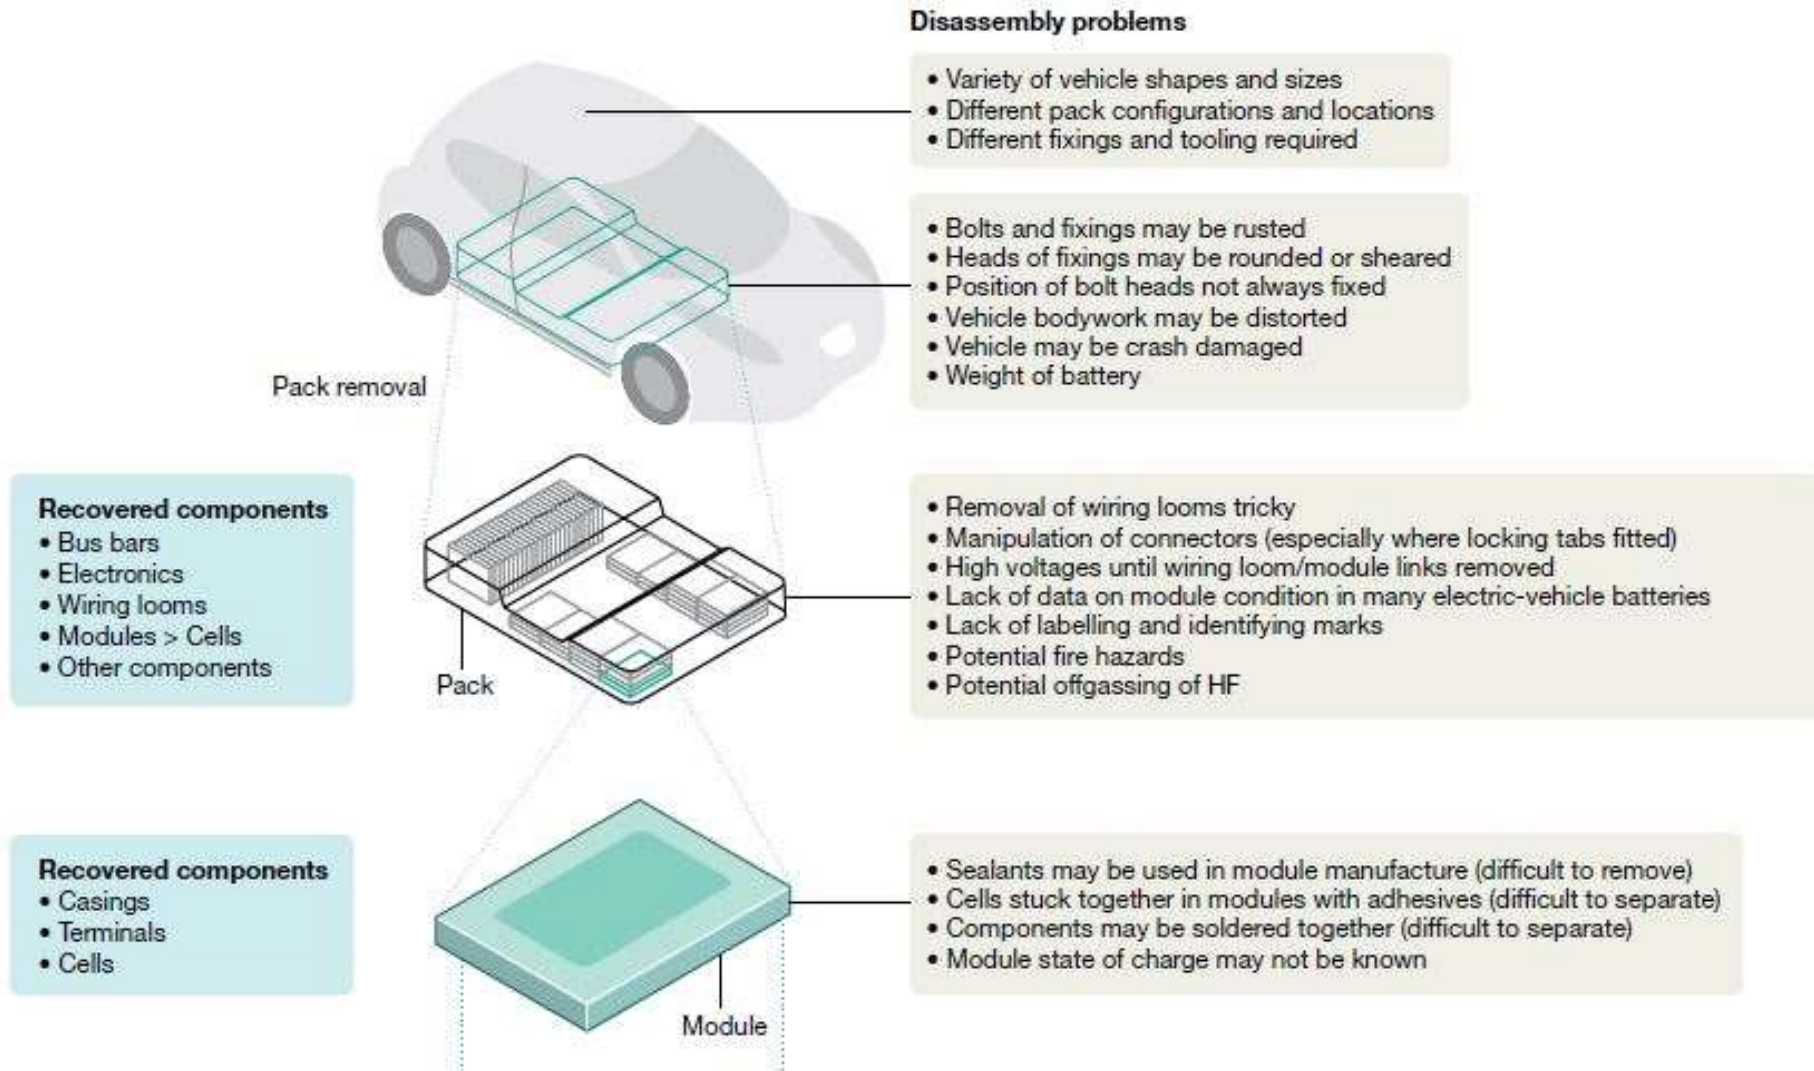 Disassembly problems
• Variety of vehicle shapes and sizes
• Different pack configurations and locations
• Different fixings and tooling required
• Bolts and fixings may be rusted
• Heads of fixings may be rounded or sheared
• Position of bolt heads not always fixed
• Vehicle bodywork may be distorted
• Vehicle may be crash damaged
• Weight of battery
Pack removal
Recovered components
• Bus bars
• Electronics
• Wiring looms
• Modules > Cells
• Other components
Pack
• Removal of wiring looms tricky
• Manipulation of connectors (especially where locking tabs fitted)
• High voltages until wiring loom/module links removed
• Lack of data on module condition in many electric-vehicle batteries
• Lack of labelling and identifying marks
• Potential fire hazards
• Potential offgassing of HF
Recovered components
• Casings
• Terminals
• Cells
• Sealants may be used in module manufacture (difficult to remove)
• Cells stuck together in modules with adhesives (difficult to separate)
• Components may be soldered together (difficult to separate)
• Module state of charge may not be known
Module